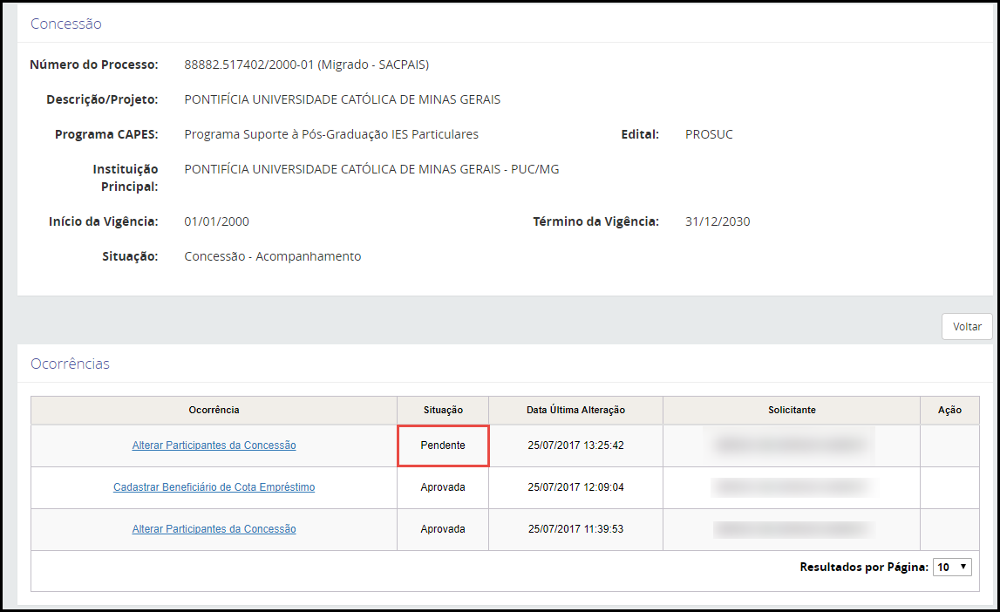 Concessão
Número do Processo: 88882.517402/2000-01 (Migrado - SACPAIS)
Descrição/Projeto: PONTIFÍCIA UNIVERSIDADE CATÓLICA DE MINAS GERAIS
Programa CAPES: Programa Suporte à Pós-Graduação IES Particulares Edital: PROSUC
Instituição Principal: PONTIFÍCIA UNIVERSIDADE CATÓLICA DE MINAS GERAIS - PUC/MG
Início da Vigência: 01/01/2000 Término da Vigência: 31/12/2030
Situação: Concessão - Acompanhamento
Voltar
Ocorrências
Ocorrência Situação Data Última Alteração Solicitante Ação
Alterar Participantes da Concessão Pendente 25/07/2017 13:25:42
Cadastrar Beneficiário de Cota Empréstimo Aprovada 25/07/2017 12:09:04
Alterar Participantes da Concessão Aprovada 25/07/2017 11:39:53
Resultados por Página: 10